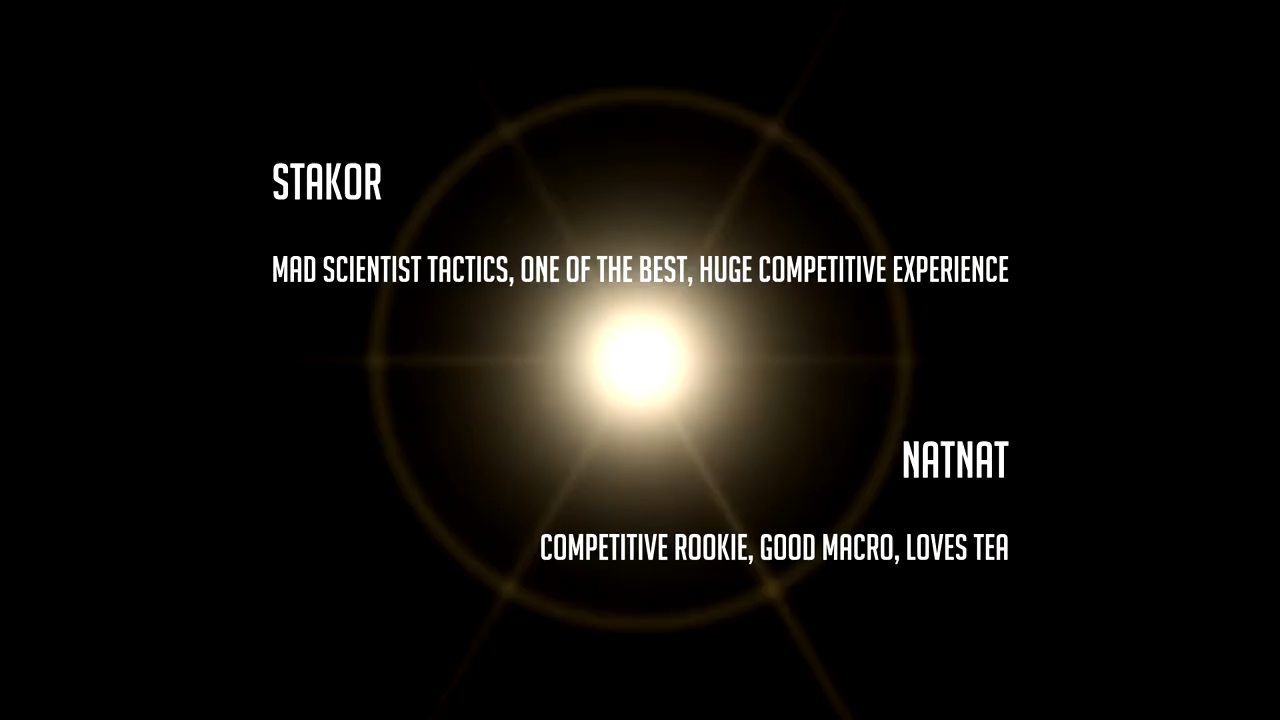 STAKOR
MAD SCIENTIST TACTICS, ONE OF THE BEST, HUGE COMPETITIVE EXPERIENCE
NATNAT
COMPETITIVE ROOKIE, GOOD MACRO, LOVES TEA